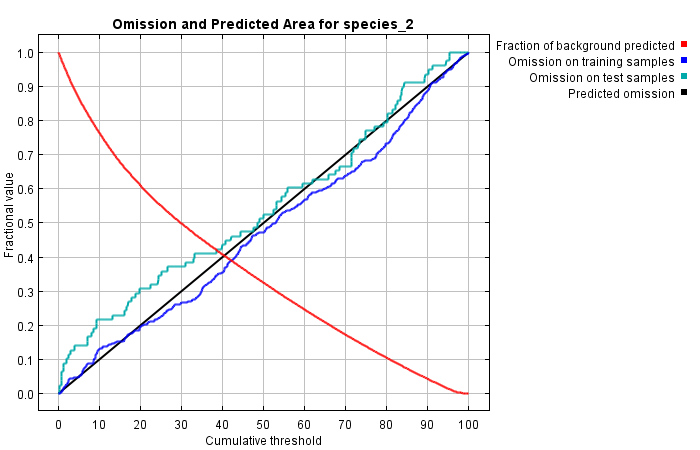 Omission and Predicted Area for species_2
Fraction of background predicted
Omission on training samples
Omission on test samples
Predicted omission
Fractional value
1.0
0.9
0.8
0.7
0.6
0.5
0.4
0.3
0.2
0.1
0.0
0 10 20 30 40 50 60 70 80 90 100
Cumulative threshold